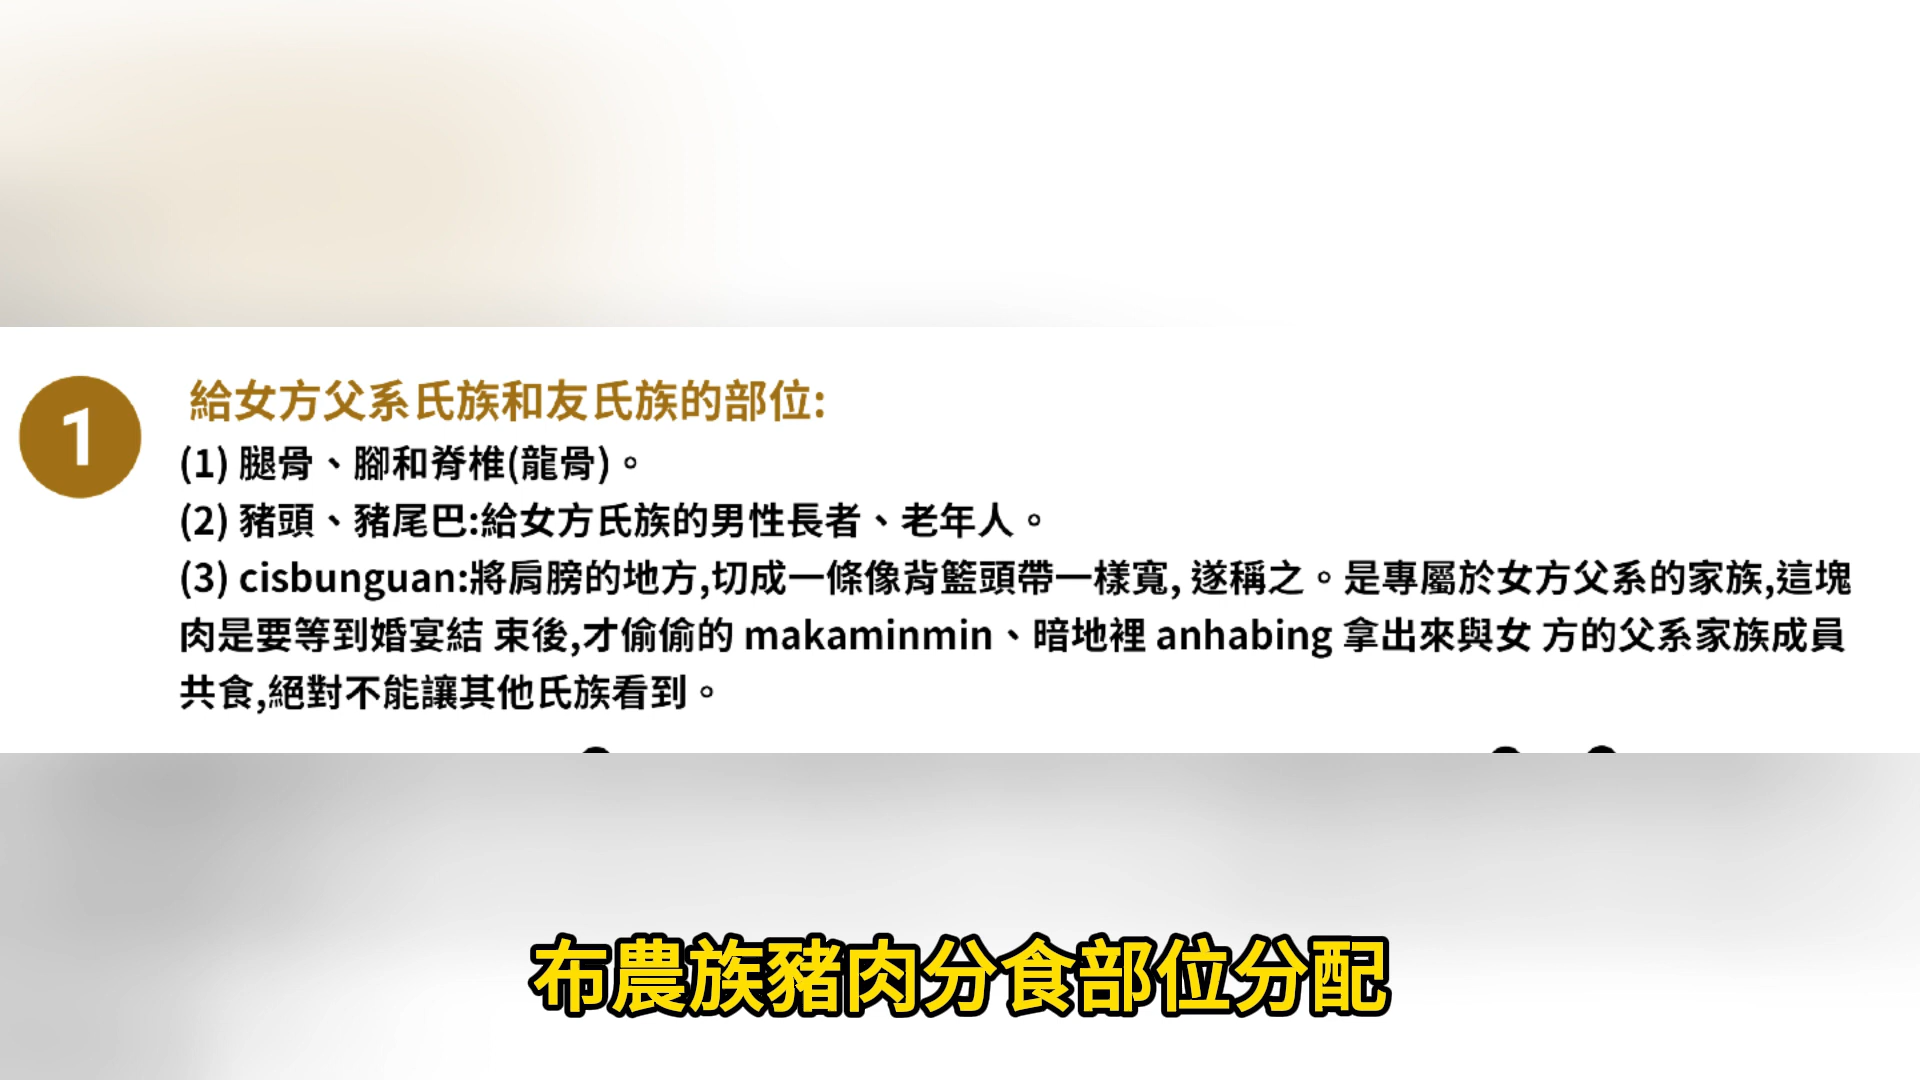 1
給女方父系氏族和友氏族的部位:
(1) 腿骨、腳和脊椎(龍骨)。
(2) 豬頭、豬尾巴:給女方氏族的男性長者、老年人。
(3) cisbunguan:將肩膀的地方,切成一條像背籃頭帶一樣寬, 遂稱之。是專屬於女方父系的家族,這塊
肉是要等到婚宴結 束後,才偷偷的 makaminmin、暗地裡 anhabing 拿出來與女 方的父系家族成員
共食,絕對不能讓其他氏族看到。
布農族豬肉分食部位分配